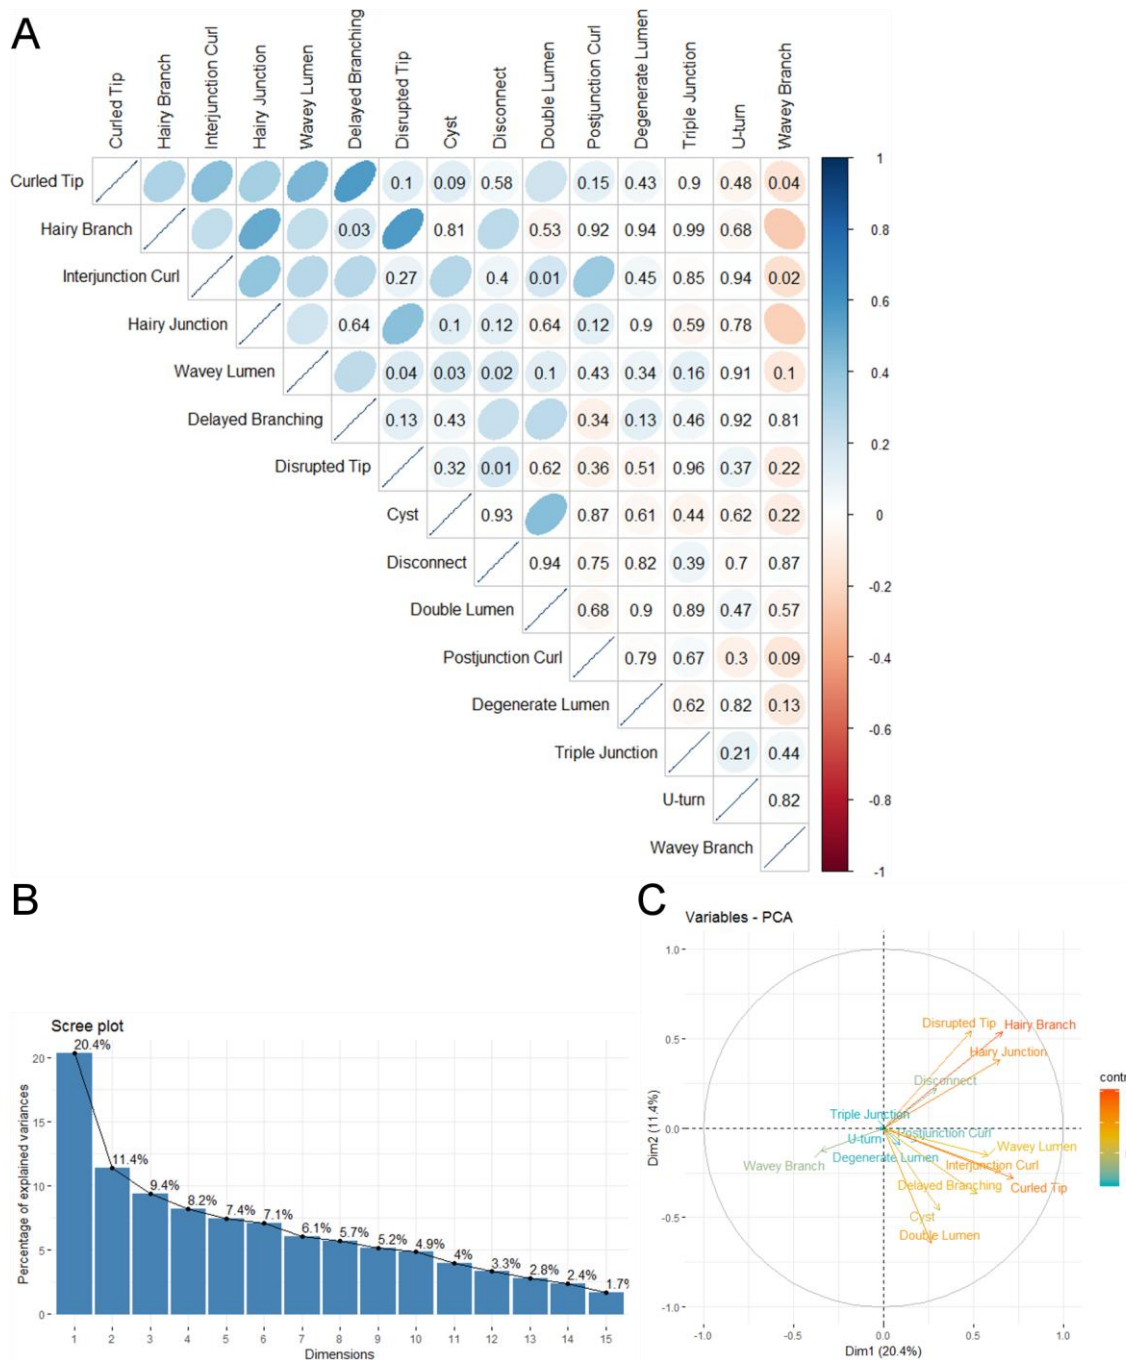 A
Curled Tip
Hairy Branch
Interjunction Curl
Hairy Junction
Wavey Lumen
Delayed Branching
Disrupted Tip
Cyst
Disconnect
Double Lumen
Postjunction Curl
Degenerate Lumen
Triple Junction
U-turn
Wavey Branch
Curled Tip 0.1 0.09 0.58 0.15 0.43 0.9 0.48 0.04
Hairy Branch 0.03 0.81 0.53 0.92 0.94 0.99 0.68
Interjunction Curl 0.27 0.4 0.01 0.45 0.85 0.94 0.02
Hairy Junction 0.64 0.1 0.12 0.64 0.12 0.9 0.59 0.78
Wavey Lumen 0.04 0.03 0.02 0.1 0.43 0.34 0.16 0.91 0.1
Delayed Branching 0.13 0.43 0.34 0.13 0.46 0.92 0.81
Disrupted Tip 0.32 0.01 0.62 0.36 0.51 0.96 0.37 0.22
Cyst 0.93 0.87 0.61 0.44 0.62 0.22
Disconnect 0.94 0.75 0.82 0.39 0.7 0.87
Double Lumen 0.68 0.9 0.89 0.47 0.57
Postjunction Curl 0.79 0.67 0.3 0.09
Degenerate Lumen 0.62 0.82 0.13
Triple Junction 0.21 0.44
U-turn 0.82
Wavey Branch
1
0.8
0.6
0.4
0.2
0
-0.2
-0.4
-0.6
-0.8
-1
B
Scree plot
Percentage of explained variances
20
15
10
5
0
20.4%
11.4%
9.4%
8.2%
7.4%
7.1%
6.1%
5.7%
5.2%
4.9%
4%
3.3%
2.8%
2.4%
1.7%
1 2 3 4 5 6 7 8 9 10 11 12 13 14 15
Dimensions
C
Variables - PCA
Dim2 (11.4%)
1.0
0.5
0.0
-0.5
-1.0
Disrupted Tip
Hairy Branch
Hairy Junction
Disconnect
Triple Junction
U-turn
Postjunction Curl
Degenerate Lumen
Wavey Lumen
Wavey Branch
Interjunction Curl
Delayed Branching
Curled Tip
Cyst
Double Lumen
-1.0 -0.5 0.0 0.5 1.0
Dim1 (20.4%)
contr